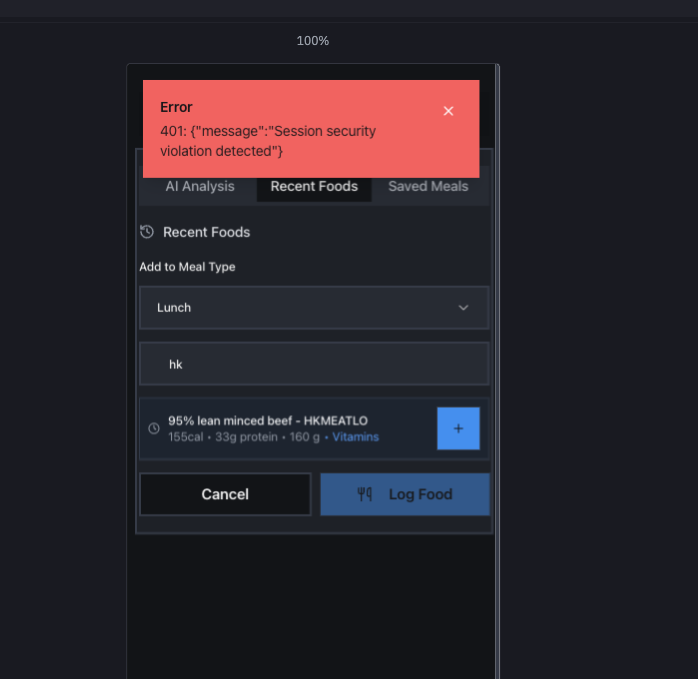 100%
Error
401: {"message":"Session security
violation detected"}
AI Analysis
Recent Foods
Saved Meals
Recent Foods
Add to Meal Type
Lunch
hk
95% lean minced beef - HKMEATLO
155cal • 33g protein • 160 g • Vitamins
Cancel
Log Food